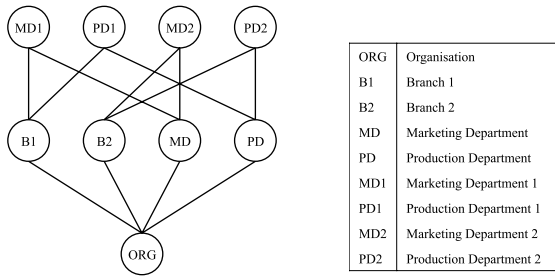 MD1 PD1 MD2 PD2
B1 B2 MD PD
ORG
ORG Organisation
B1 Branch 1
B2 Branch 2
MD Marketing Department
PD Production Department
MD1 Marketing Department 1
PD1 Production Department 1
MD2 Marketing Department 2
PD2 Production Department 2